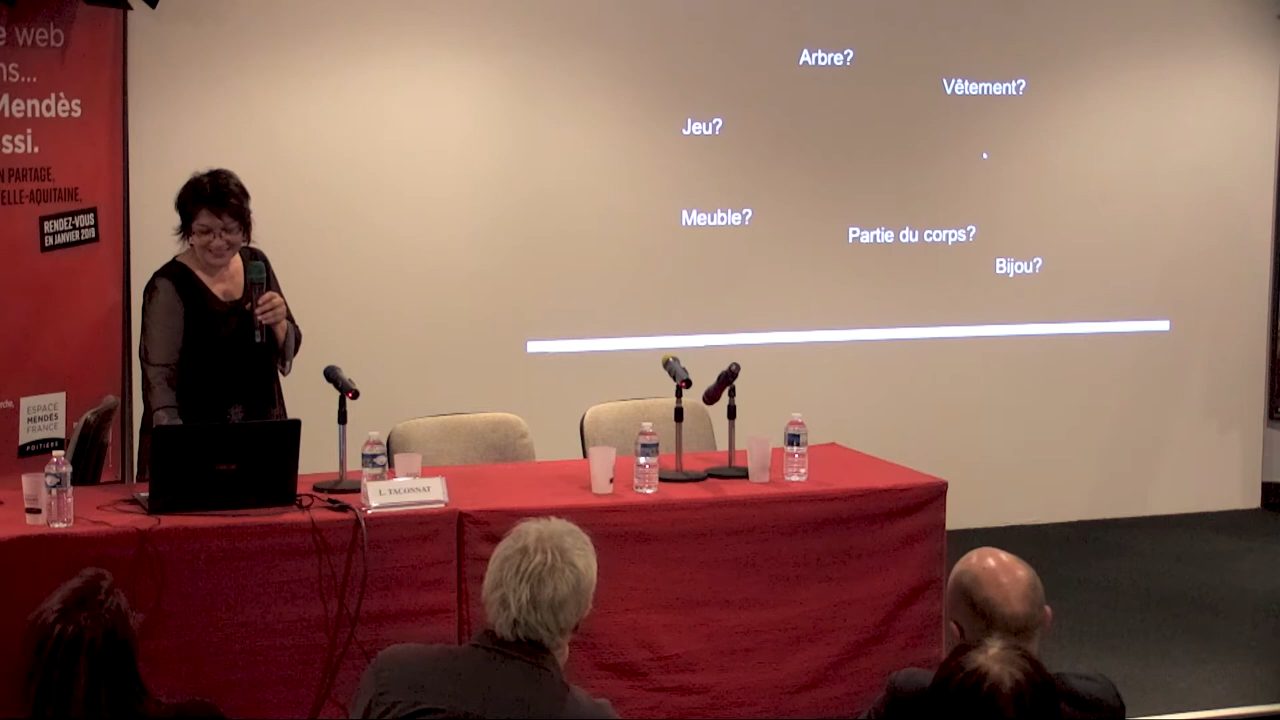 e web
ns...
Mendès
ssi.
N PARTAGE,
ELLE-AQUITAINE,
RENDEZ-VOUS
EN JANVIER 2019
erche,
ESPACE
MENDÈS
FRANCE
POITIERS
Arbre?
Vêtement?
Jeu?
Meuble?
Partie du corps?
Bijou?
L. TACONNAT